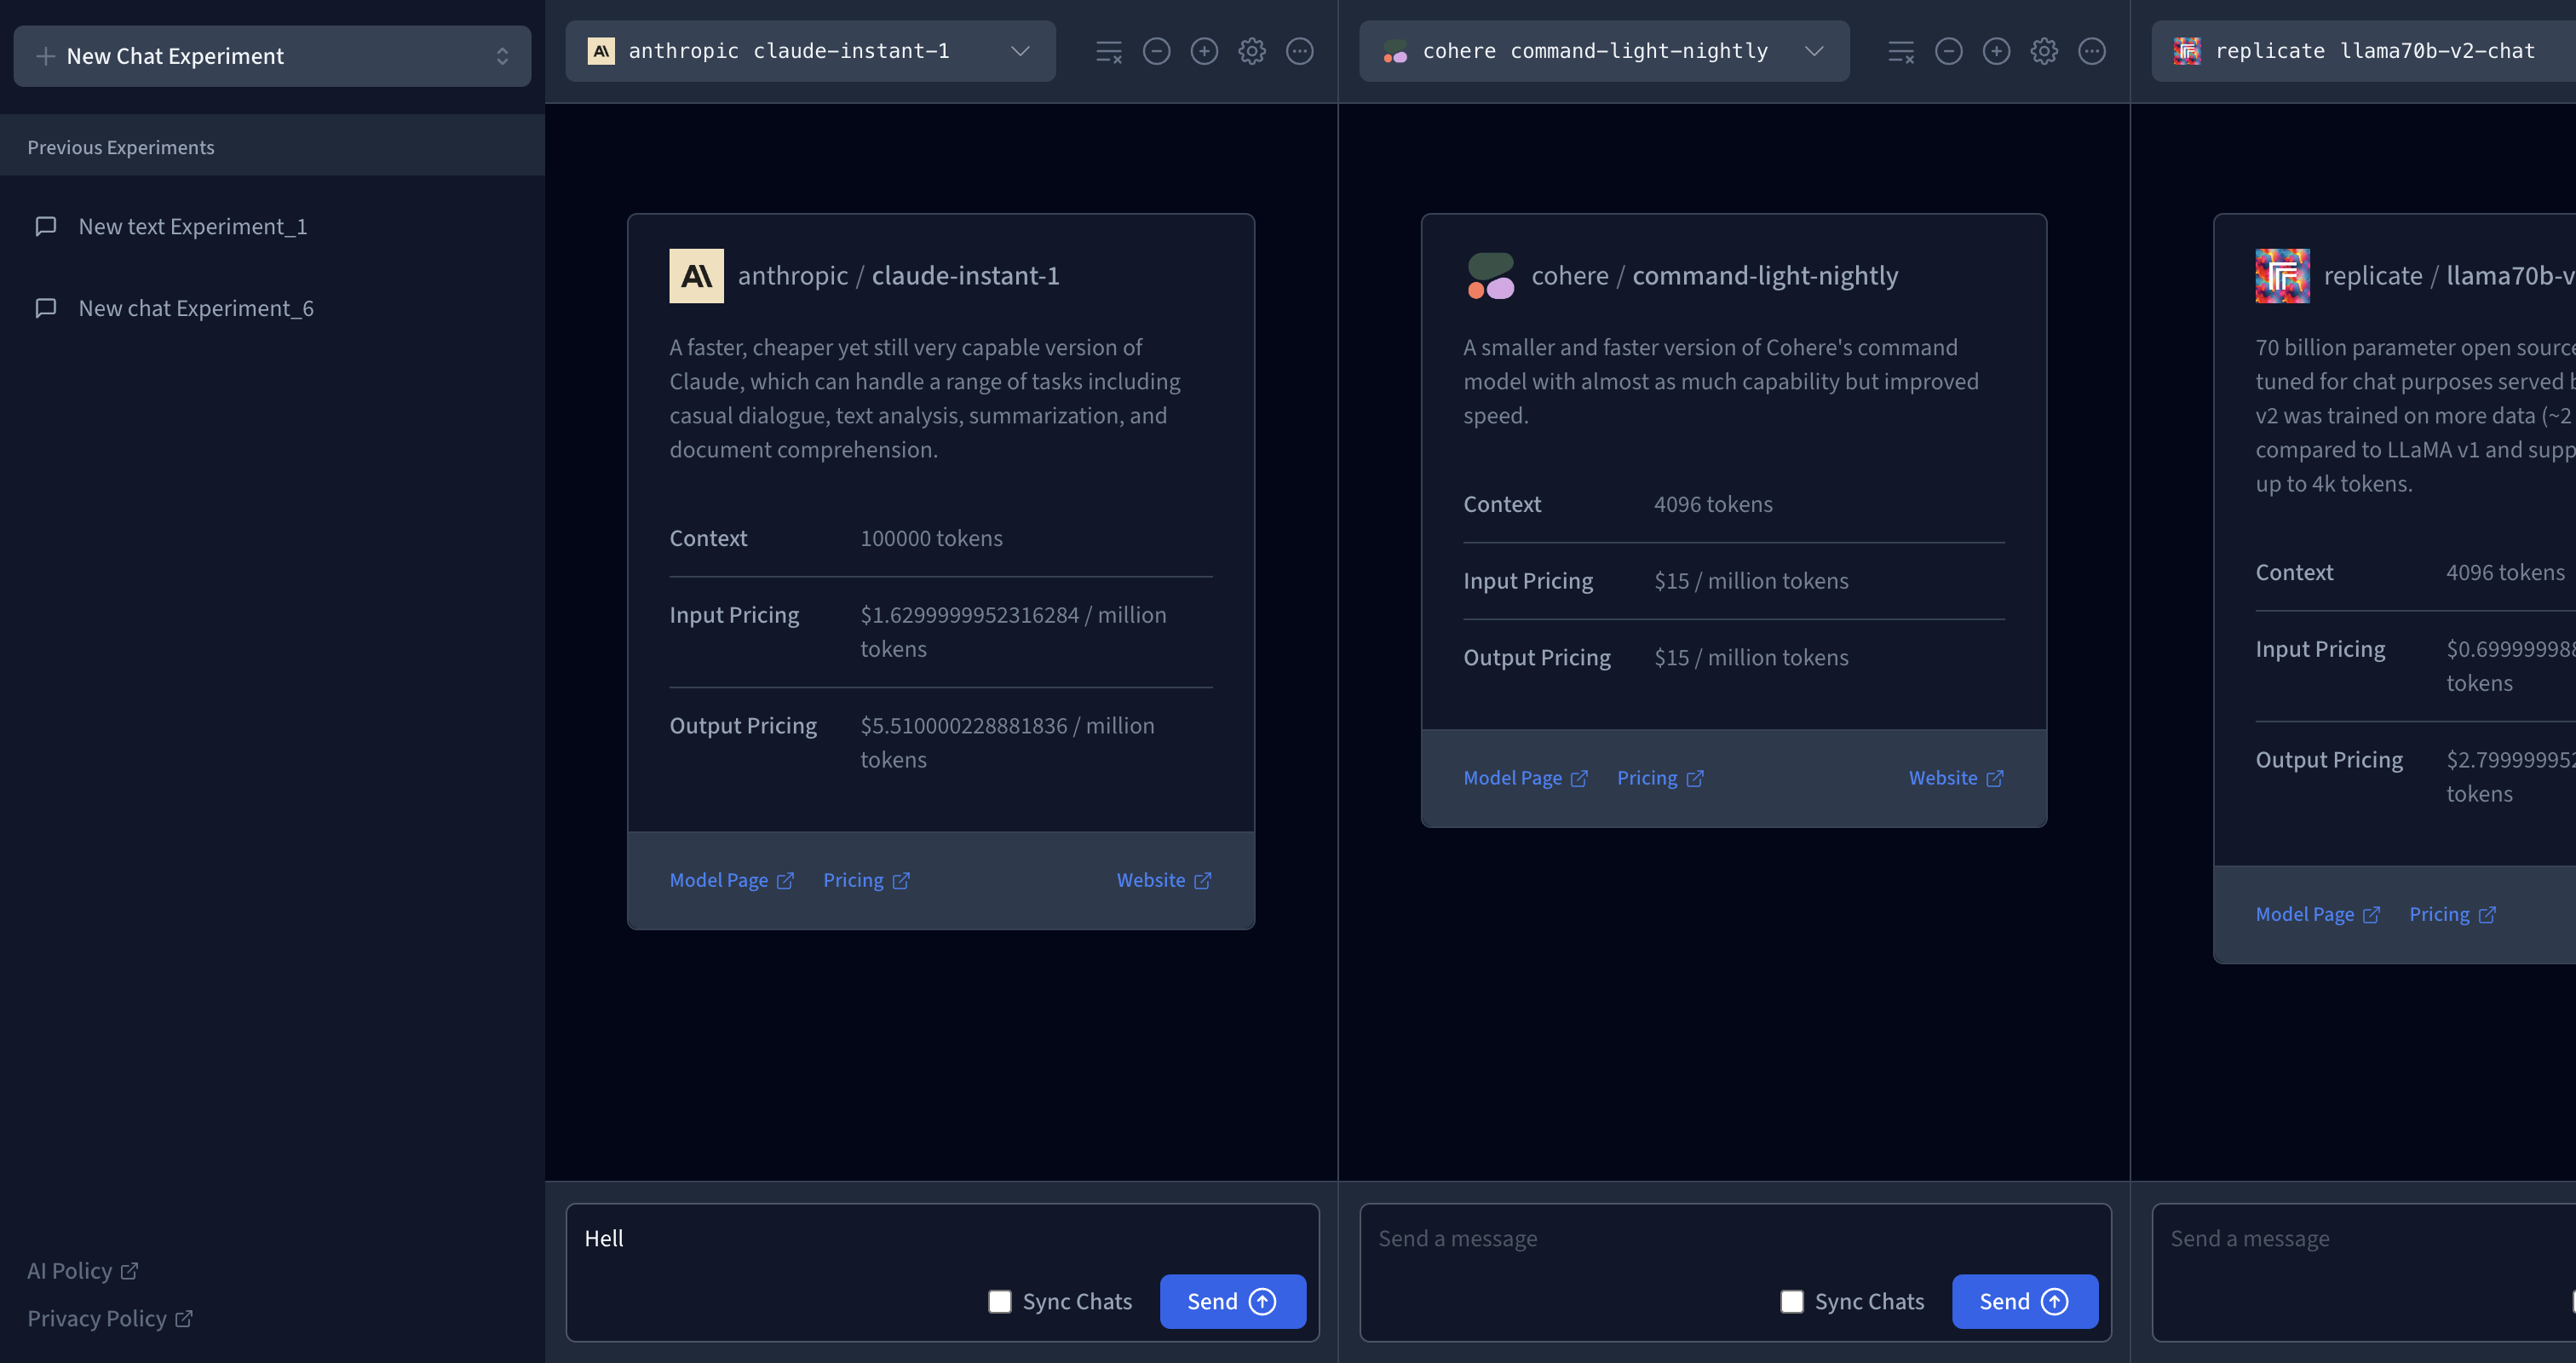 New Chat Experiment
Previous Experiments
New text Experiment_1
New chat Experiment_6
AI Policy
Privacy Policy
anthropic claude-instant-1
anthropic / claude-instant-1
A faster, cheaper yet still very capable version of
Claude, which can handle a range of tasks including
casual dialogue, text analysis, summarization, and
document comprehension.
Context 100000 tokens
Input Pricing $1.6299999952316284 / million
tokens
Output Pricing $5.510000228881836 / million
tokens
Model Page Pricing Website
Hell
Sync Chats Send
cohere command-light-nightly
cohere / command-light-nightly
A smaller and faster version of Cohere's command
model with almost as much capability but improved
speed.
Context 4096 tokens
Input Pricing $15 / million tokens
Output Pricing $15 / million tokens
Model Page Pricing Website
Send a message
Sync Chats Send
replicate llama70b-v2-chat
replicate / llama70b-v
70 billion parameter open source
tuned for chat purposes served
v2 was trained on more data (~2
compared to LLaMA v1 and supp
up to 4k tokens.
Context 4096 tokens
Input Pricing $0.69999998
tokens
Output Pricing $2.79999995
tokens
Model Page Pricing
Send a message